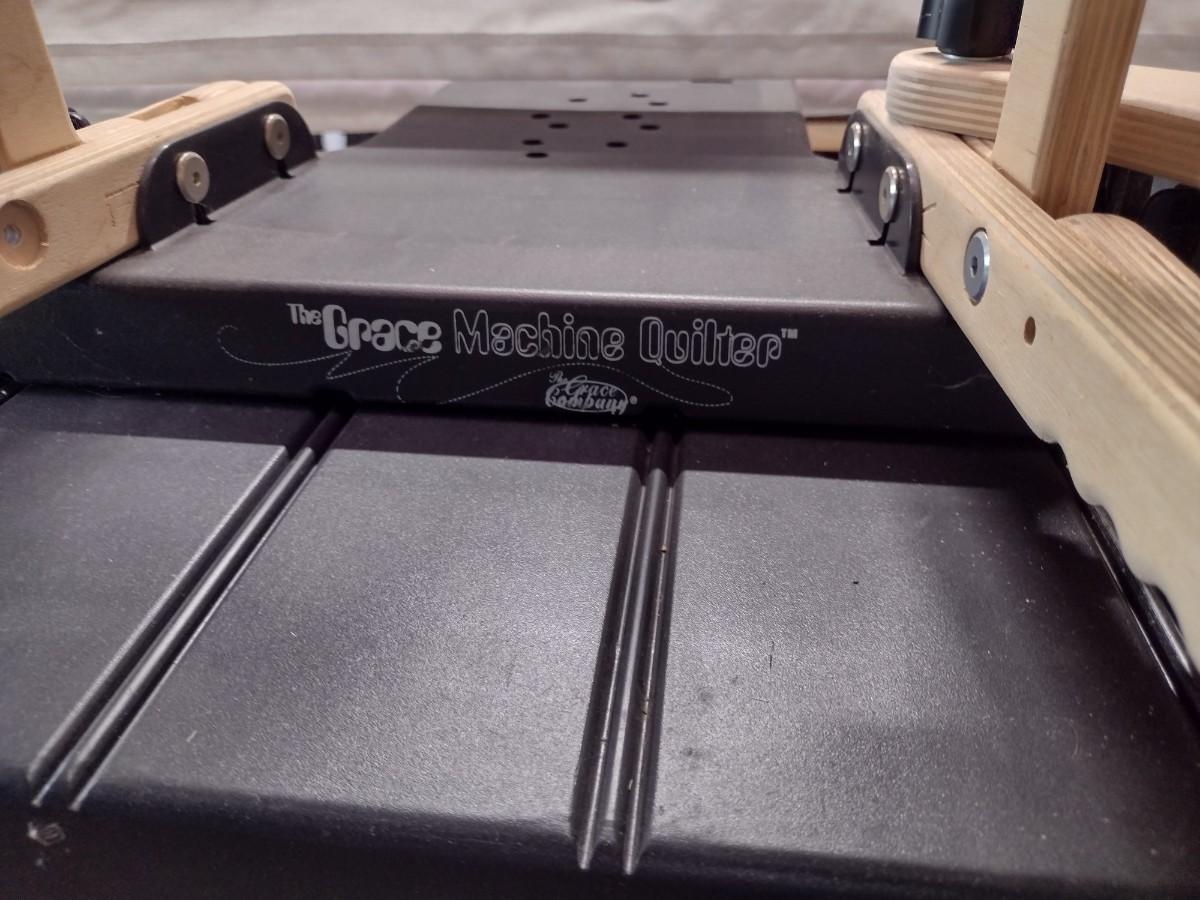 The Grace Machine Quilter™
The
Grace
Company®